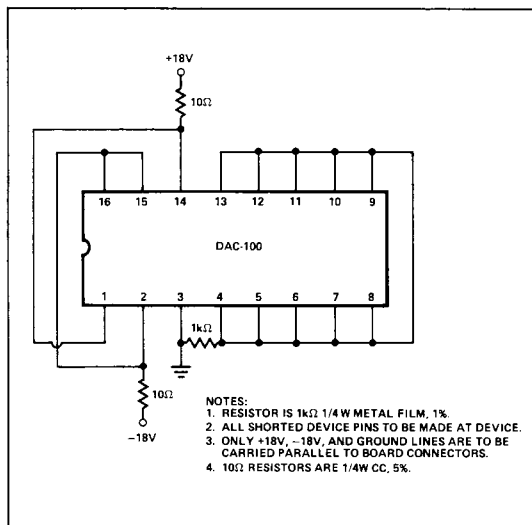 +18V
10Ω
16 15 14 13 12 11 10 9
DAC-100
1 2 3 4 5 6 7 8
1kΩ
10Ω
−18V
NOTES:
1. RESISTOR IS 1kΩ 1/4W METAL FILM, 1%.
2. ALL SHORTED DEVICE PINS TO BE MADE AT DEVICE.
3. ONLY +18V, −18V, AND GROUND LINES ARE TO BE
CARRIED PARALLEL TO BOARD CONNECTORS.
4. 10Ω RESISTORS ARE 1/4W CC, 5%.